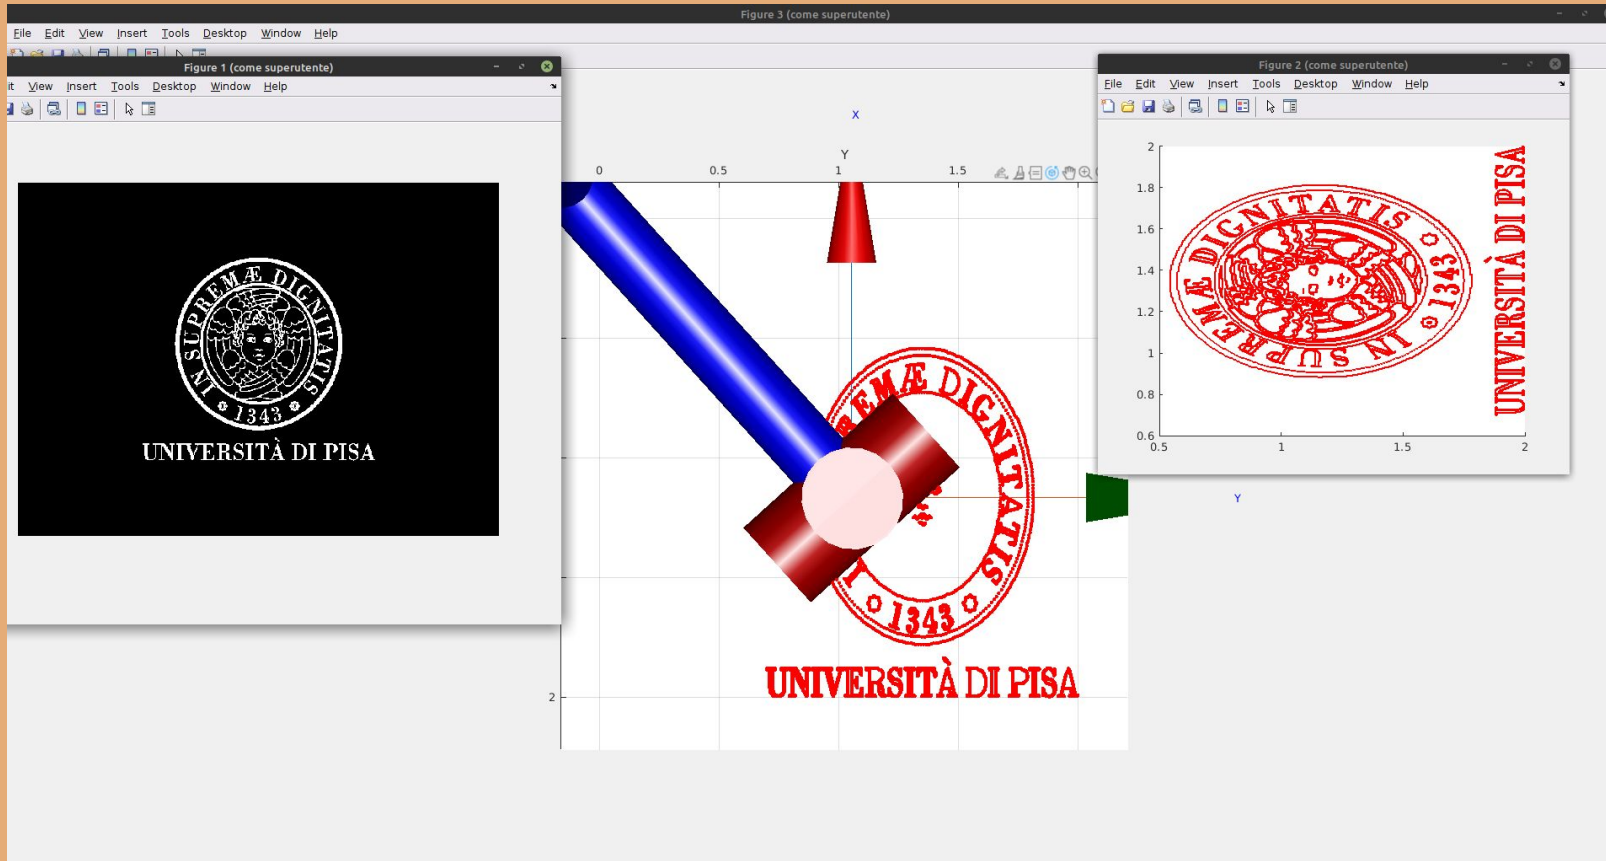 Figure 3 (come superutente)
File Edit View Insert Tools Desktop Window Help
Figure 1 (come superutente)
it View Insert Tools Desktop Window Help
IN SUPREMÆ DIGNITATIS
1343
UNIVERSITÀ DI PISA
X
Y
0 0.5 1 1.5
EMÆ DIGNITATIS
I
1343
UNIVERSITÀ DI PISA
2
Y
Figure 2 (come superutente)
File Edit View Insert Tools Desktop Window Help
2
1.8
1.6
1.4
1.2
1
0.8
0.6
0.5 1 1.5 2
IN SUPREMÆ DIGNITATIS
1343
UNIVERSITÀ DI PISA